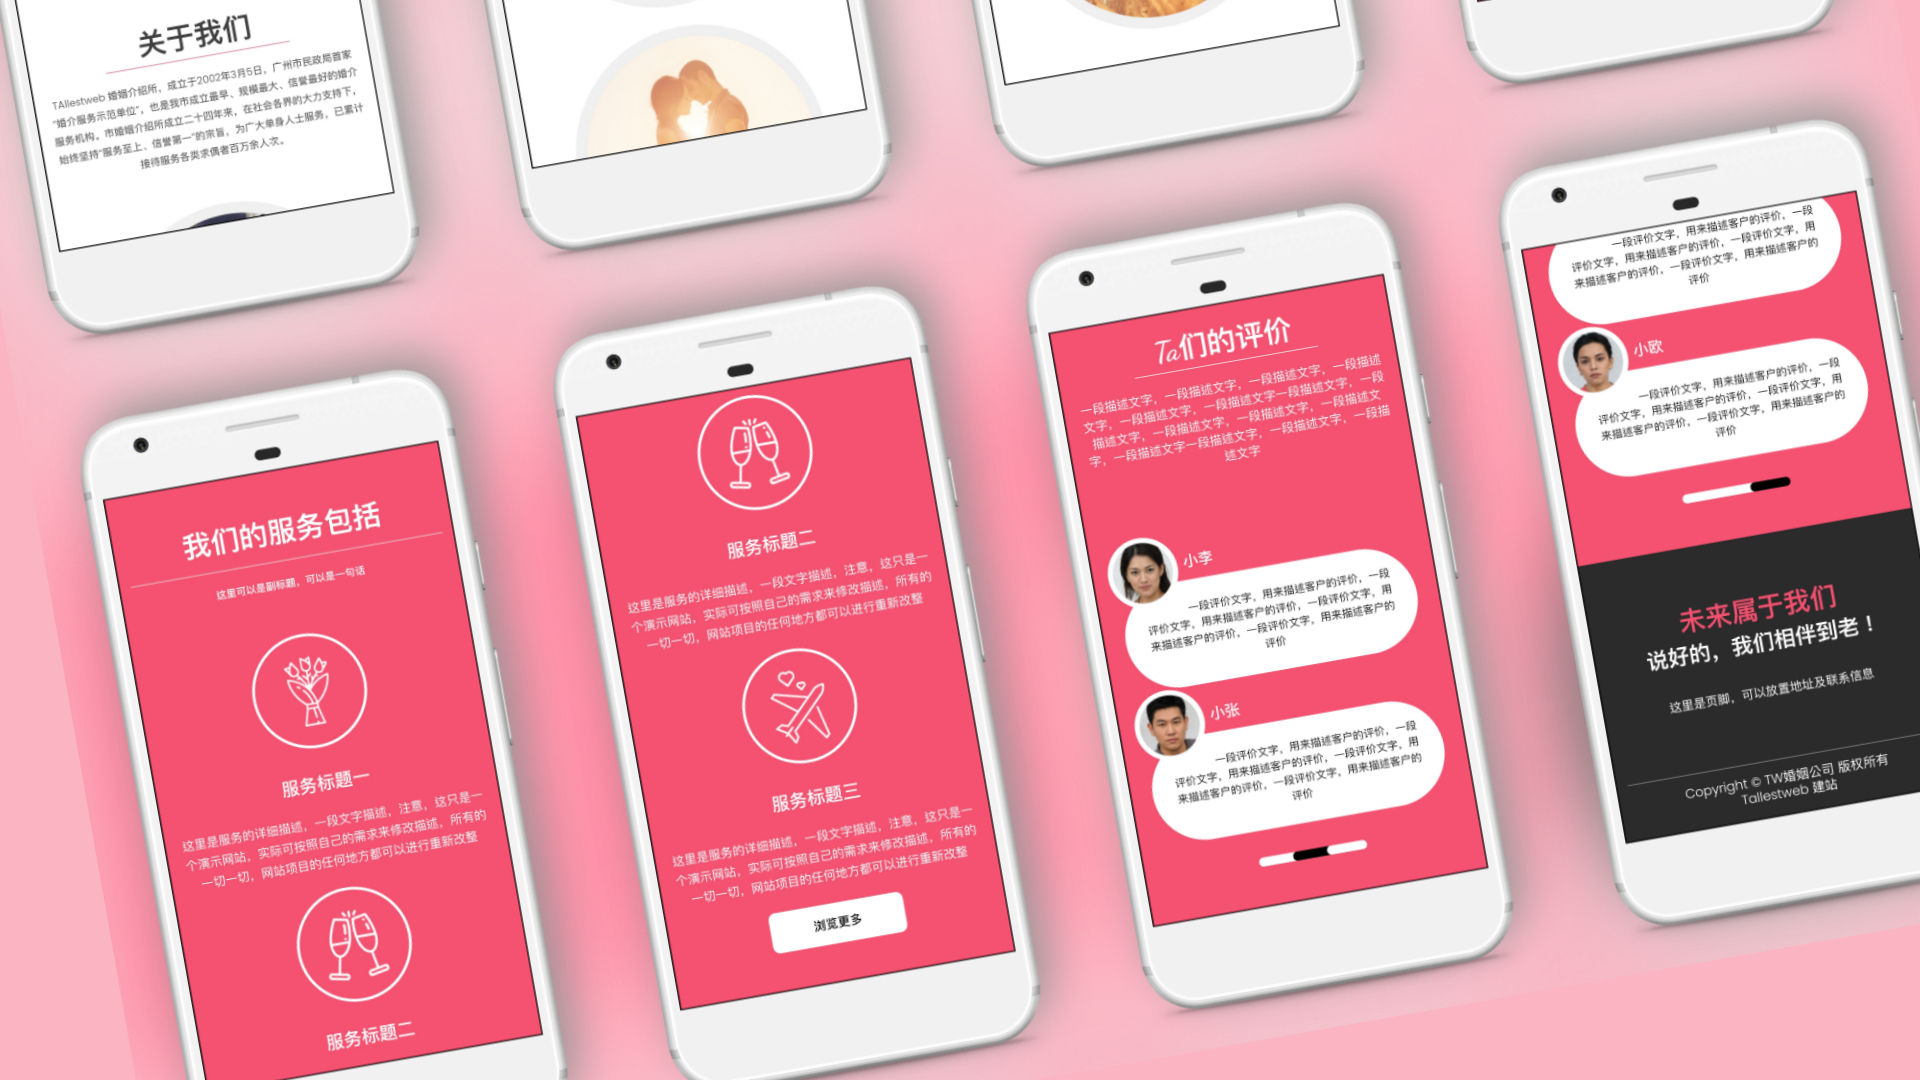 关于我们
TAllestweb 婚姻介绍所，成立于2002年3月5日，广州市民政局首家
“婚介服务示范单位”，也是我市成立最早、规模最大、信誉最好的婚介
服务机构。市婚姻介绍所成立二十四年来，在社会各界的大力支持下，
始终坚持“服务至上、信誉第一”的宗旨，为广大单身人士服务，已累计
接待服务各类求偶者百万余人次。
我们的服务包括
这里可以是副标题，可以是一句话
服务标题一
这里是服务的详细描述，一段文字描述，注意，这只是一
个演示网站，实际可按照自己的需求来修改描述，所有的
一切一切，网站项目的任何地方都可以进行重新改整
服务标题二
服务标题二
这里是服务的详细描述，一段文字描述，注意，这只是一
个演示网站，实际可按照自己的需求来修改描述，所有的
一切一切，网站项目的任何地方都可以进行重新改整
服务标题三
这里是服务的详细描述，一段文字描述，注意，这只是一
个演示网站，实际可按照自己的需求来修改描述，所有的
一切一切，网站项目的任何地方都可以进行重新改整
浏览更多
Ta们的评价
一段描述文字，一段描述文字，一段描述文字，一段描述
文字，一段描述文字，一段描述文字一段描述文字，一段
描述文字，一段描述文字，一段描述文字，一段描述文
字，一段描述文字一段描述文字，一段描述文字，一段描
述文字
小李
一段评价文字，用来描述客户的评价，一段
评价文字，用来描述客户的评价，一段评价文字，用
来描述客户的评价，一段评价文字，用来描述客户的
评价
小张
一段评价文字，用来描述客户的评价，一段
评价文字，用来描述客户的评价，一段评价文字，用
来描述客户的评价，一段评价文字，用来描述客户的
评价
一段评价文字，用来描述客户的评价，一段
评价文字，用来描述客户的评价，一段评价文字，用
来描述客户的评价，一段评价文字，用来描述客户的
评价
小欧
一段评价文字，用来描述客户的评价，一段
评价文字，用来描述客户的评价，一段评价文字，用
来描述客户的评价，一段评价文字，用来描述客户的
评价
未来属于我们
说好的，我们相伴到老！
这里是页脚，可以放置地址及联系信息
Copyright © TW婚姻公司 版权所有
Tallestweb 建站